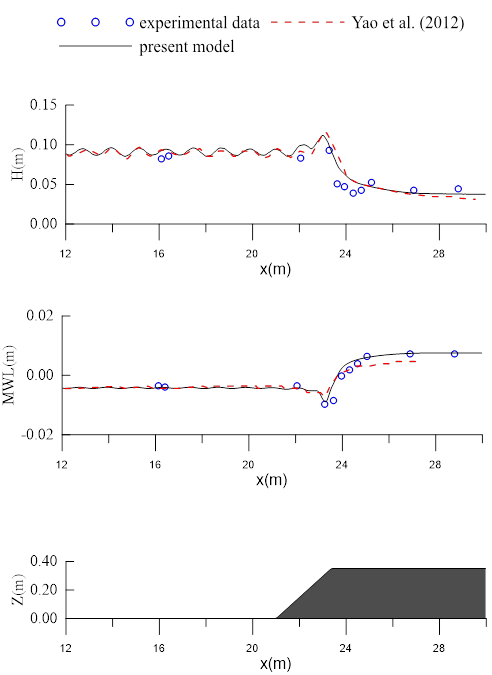 experimental data Yao et al. (2012)
present model
0.15
0.10
0.05
0.00
H(m)
12 16 20 24 28
x(m)
0.02
0.00
-0.02
MWL(m)
12 16 20 24 28
x(m)
0.40
0.20
0.00
Z(m)
12 16 20 24 28
x(m)